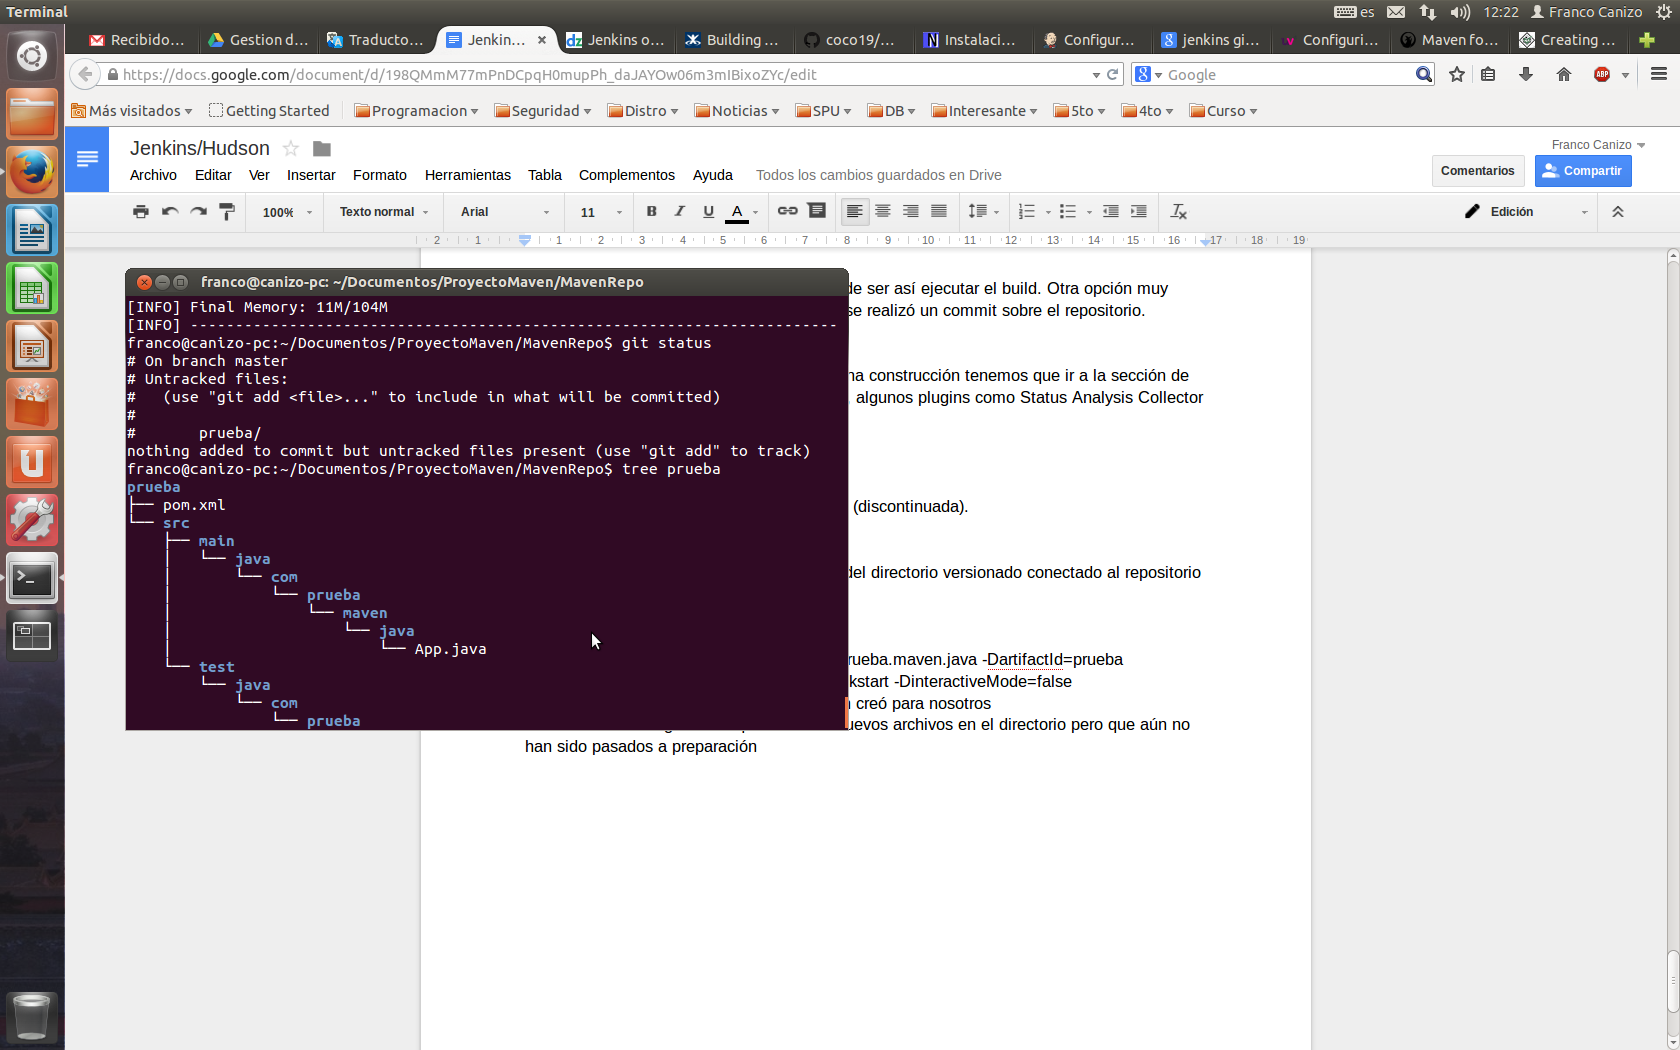 Terminal
es
12:22
Franco Canizo
Recibido...
Gestion d...
Traducto...
Jenkin...
Jenkins o...
Building ...
coco19/...
Instalaci...
Configur...
jenkins gi...
Configuri...
Maven fo...
Creating ...
https://docs.google.com/document/d/198QMmM77mPnDCpqH0mupPh_daJAYOw06m3mIBixoZYc/edit
Google
ABP
Más visitados
Getting Started
Programacion
Seguridad
Distro
Noticias
SPU
DB
Interesante
5to
4to
Curso
Jenkins/Hudson
Franco Canizo
Archivo Editar Ver Insertar Formato Herramientas Tabla Complementos Ayuda Todos los cambios guardados en Drive
Comentarios
Compartir
100%
Texto normal
Arial
11
B I U A
Edición
2 1 1 2 3 4 5 6 7 8 9 10 11 12 13 14 15 16 17 18 19
franco@canizo-pc: ~/Documentos/ProyectoMaven/MavenRepo
[INFO] Final Memory: 11M/104M
[INFO] ------------------------------------------------------------------------
franco@canizo-pc:~/Documentos/ProyectoMaven/MavenRepo$ git status
# On branch master
# Untracked files:
#   (use "git add <file>..." to include in what will be committed)
#
#       prueba/
nothing added to commit but untracked files present (use "git add" to track)
franco@canizo-pc:~/Documentos/ProyectoMaven/MavenRepo$ tree prueba
prueba
├── pom.xml
└── src
    ├── main
    │   └── java
    │       └── com
    │           └── prueba
    │               └── maven
    │                   └── java
    │                       └── App.java
    └── test
        └── java
            └── com
                └── prueba
de ser así ejecutar el build. Otra opción muy
se realizó un commit sobre el repositorio.
na construcción tenemos que ir a la sección de
algunos plugins como Status Analysis Collector
(discontinuada).
del directorio versionado conectado al repositorio
rueba.maven.java -DartifactId=prueba
kstart -DinteractiveMode=false
creó para nosotros
uevos archivos en el directorio pero que aún no
han sido pasados a preparación